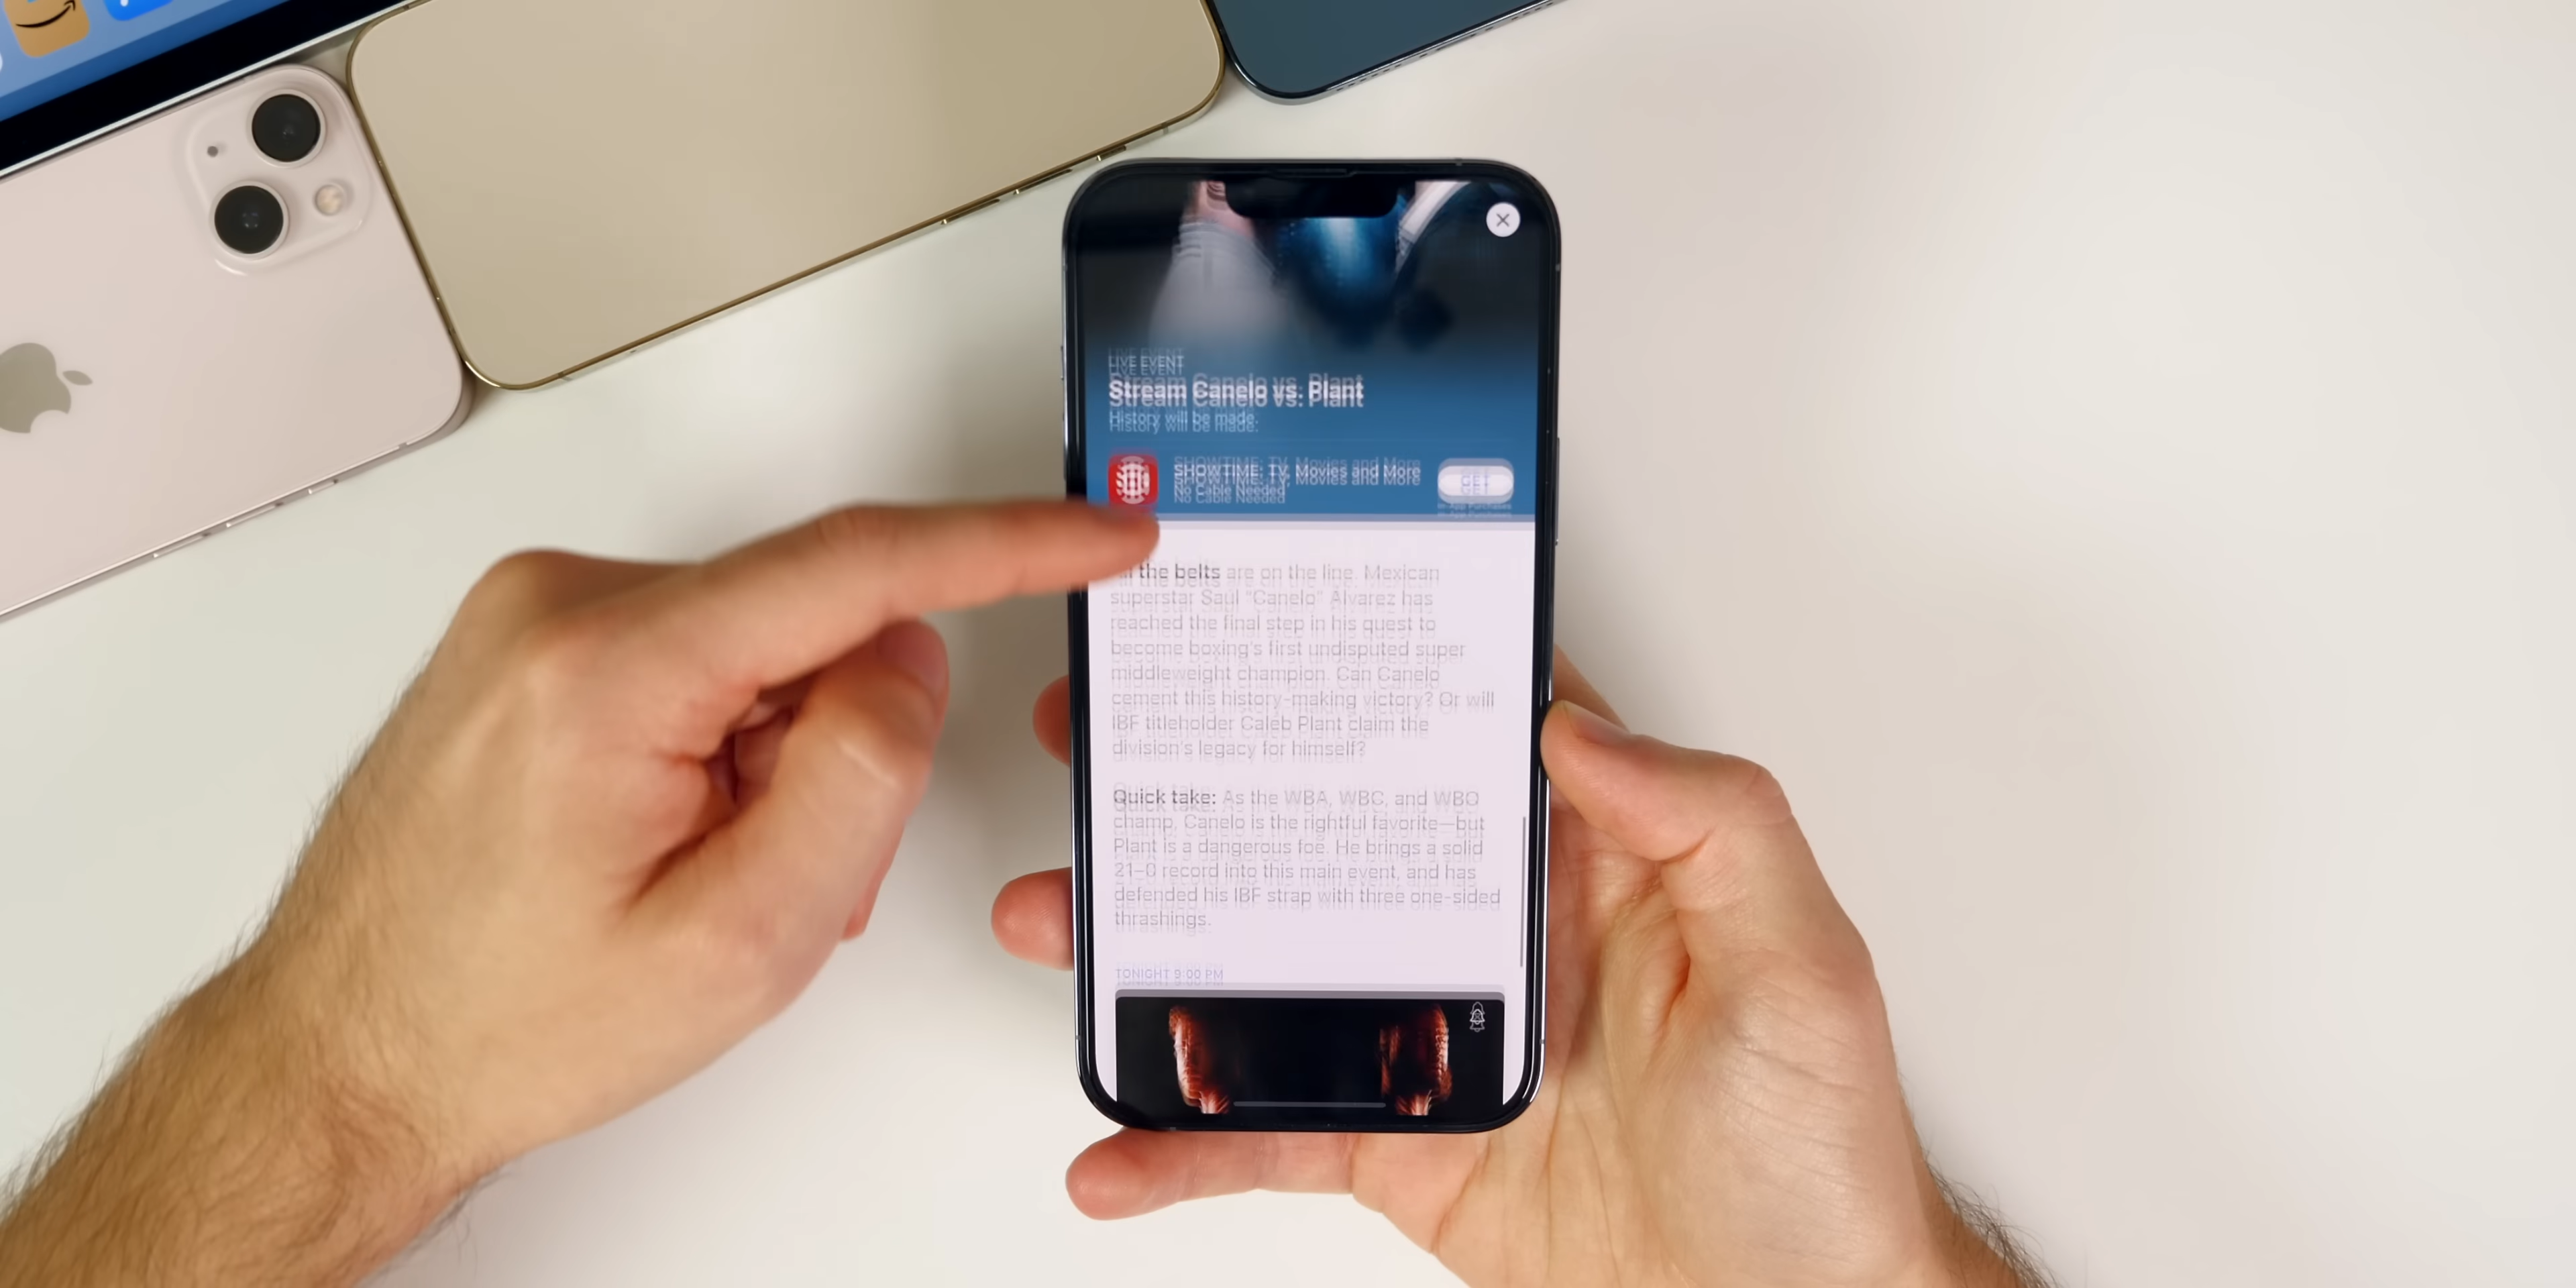 LIVE EVENT
Stream Canelo vs. Plant
History will be made.
SHOWTIME: TV, Movies and More
No Cable Needed
GET
In-App Purchases
the belts are on the line. Mexican
superstar Saúl “Canelo” Álvarez has
reached the final step in his quest to
become boxing’s first undisputed super
middleweight champion. Can Canelo
cement this history-making victory? Or will
IBF titleholder Caleb Plant claim the
division’s legacy for himself?
Quick take: As the WBA, WBC, and WBO
champ, Canelo is the rightful favorite—but
Plant is a dangerous foe. He brings a solid
21–0 record into this main event, and has
defended his IBF strap with three one-sided
thrashings.
TONIGHT 9:00 PM